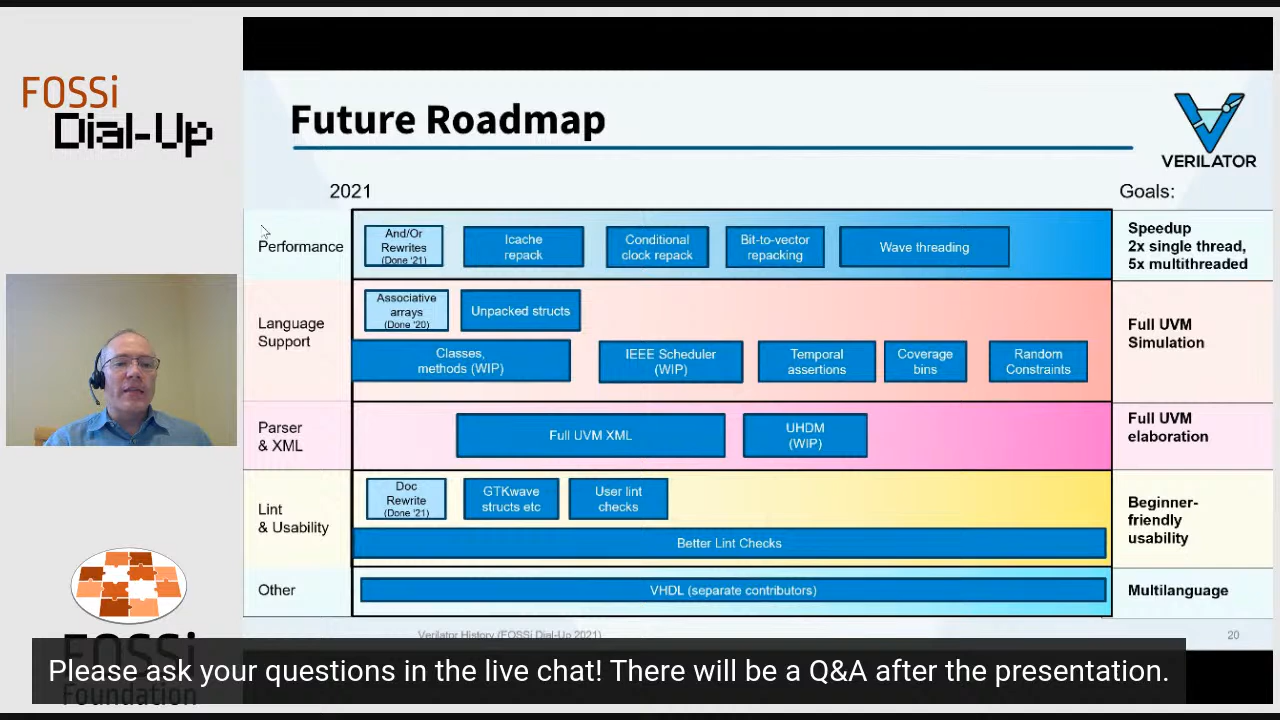 FOSSi
Dial-Up
Future Roadmap
VERILATOR
2021
Goals:
Performance
And/Or
Rewrites
(Done '21)
Icache
repack
Conditional
clock repack
Bit-to-vector
repacking
Wave threading
Speedup
2x single thread,
5x multithreaded
Language
Support
Associative
arrays
(Done '20)
Unpacked structs
Classes,
methods (WIP)
IEEE Scheduler
(WIP)
Temporal
assertions
Coverage
bins
Random
Constraints
Full UVM
Simulation
Parser
& XML
Full UVM XML
UHDM
(WIP)
Full UVM
elaboration
Lint
& Usability
Doc
Rewrite
(Done '21)
GTKwave
structs etc
User lint
checks
Better Lint Checks
Beginner-
friendly
usability
Other
VHDL (separate contributors)
Multilanguage
Verilator History (FOSSi Dial-Up 2021)
20
FOSSi
Foundation
Please ask your questions in the live chat! There will be a Q&A after the presentation.